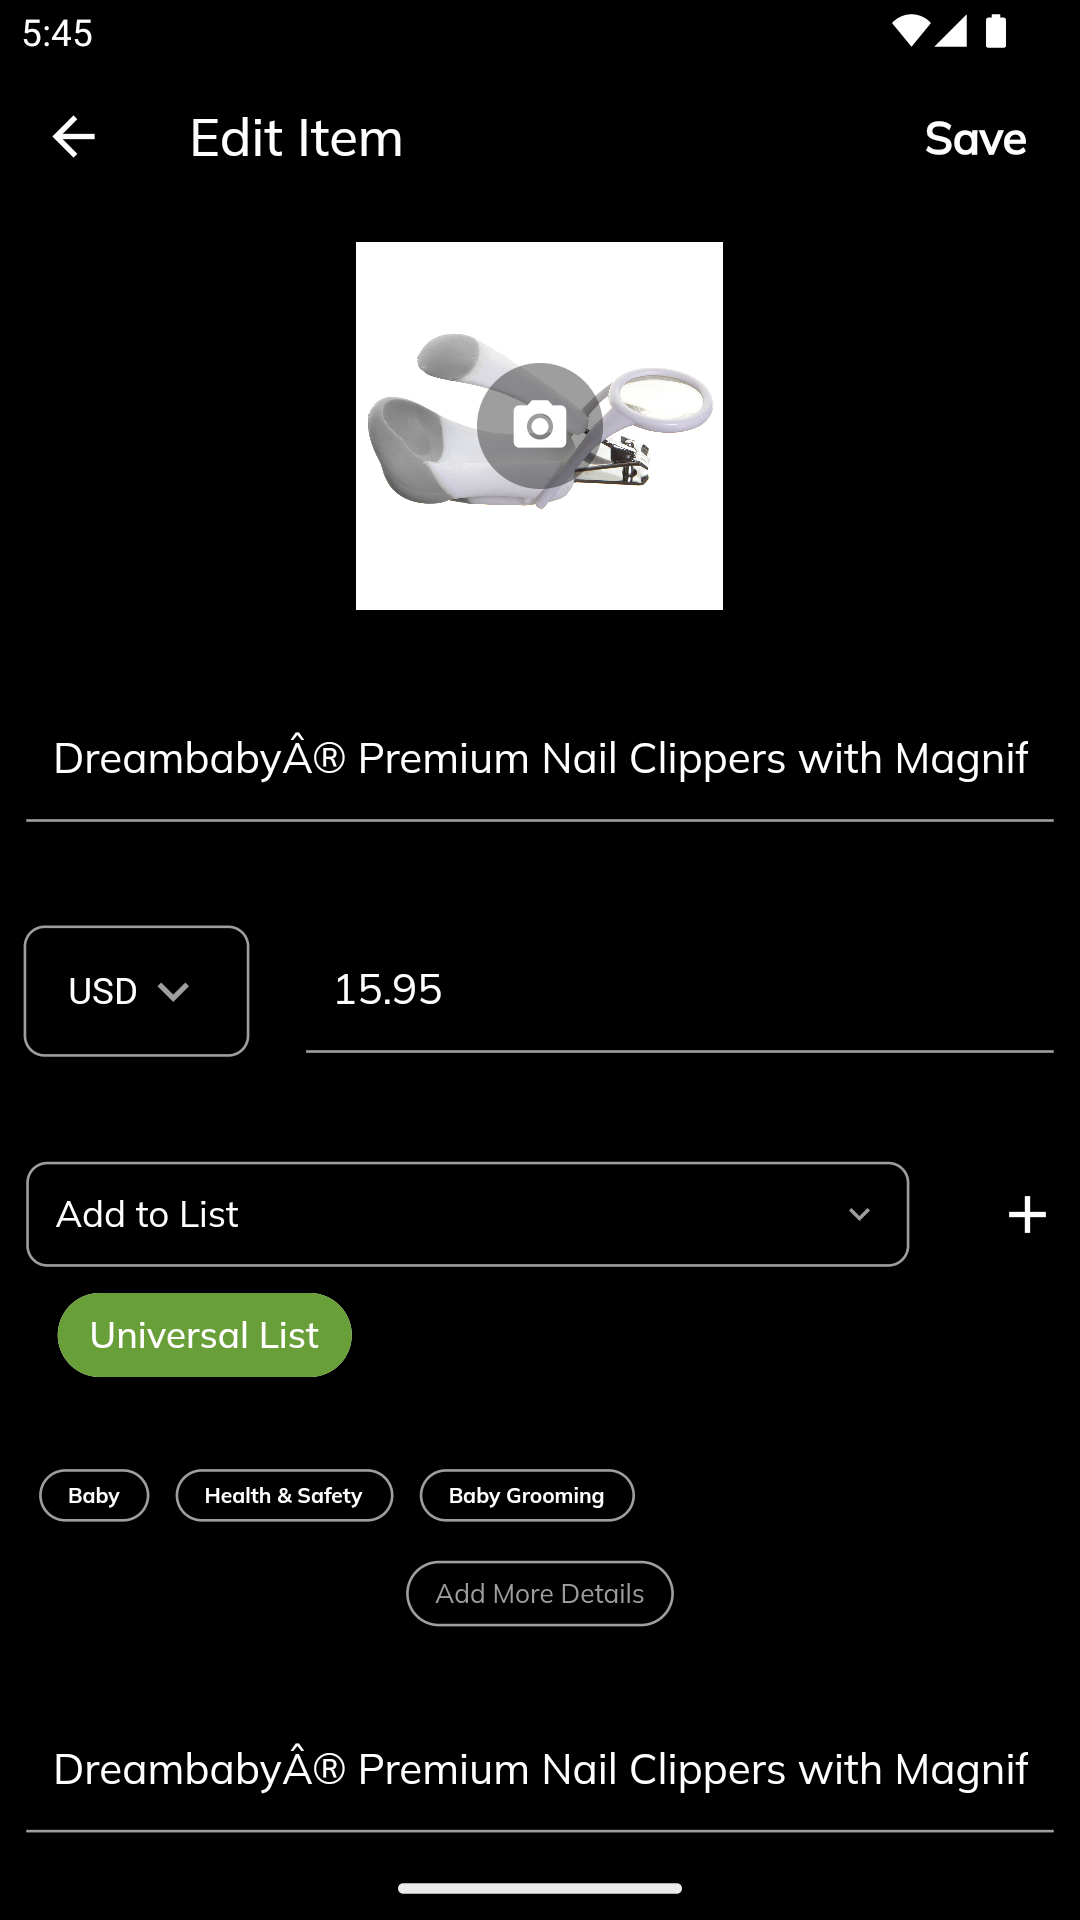 5:45
Edit Item
Save
DreambabyÂ® Premium Nail Clippers with Magnif
USD
15.95
Add to List
Universal List
Baby
Health & Safety
Baby Grooming
Add More Details
DreambabyÂ® Premium Nail Clippers with Magnif